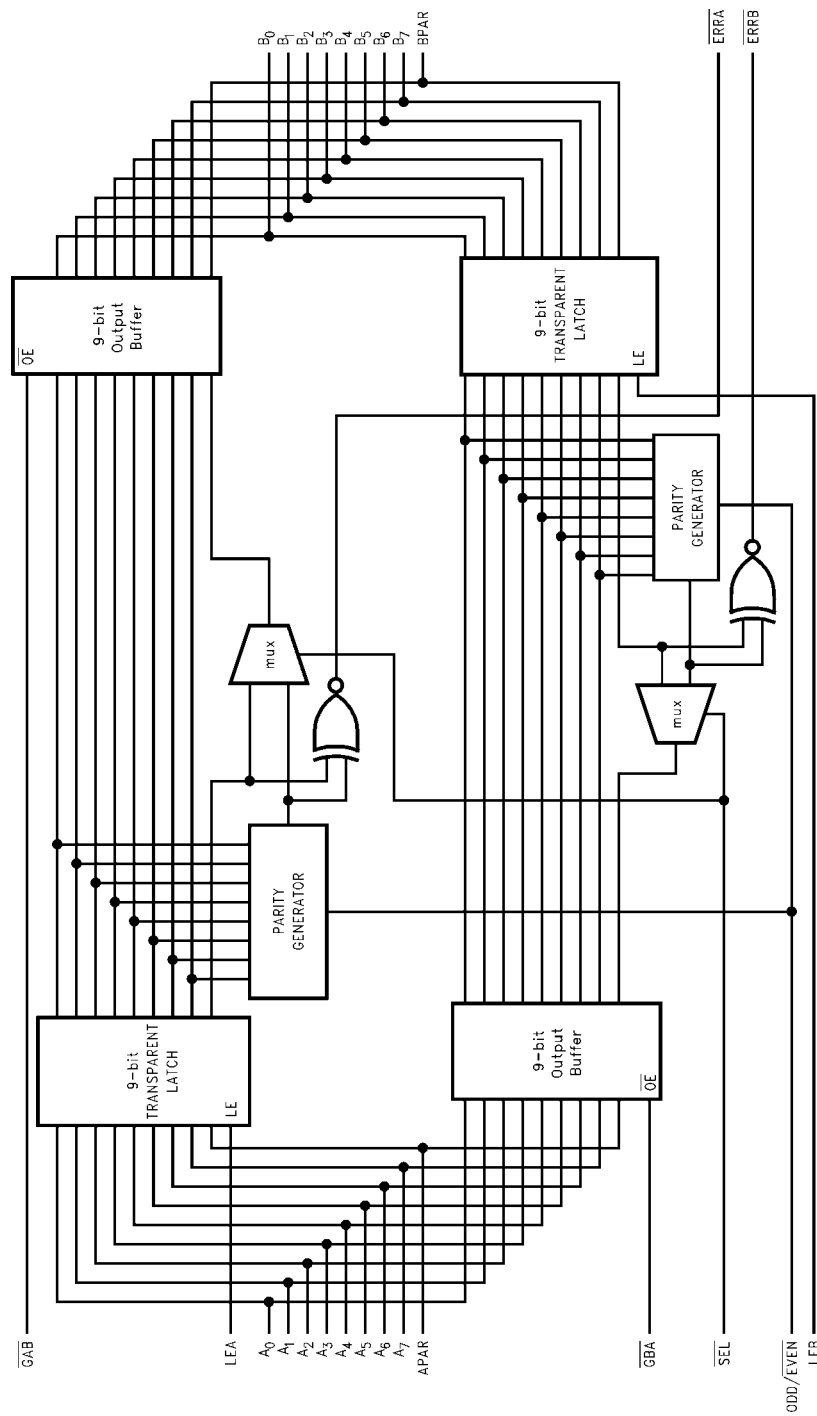 B0
B1
B2
B3
B4
B5
B6
B7
BPAR
ERRA
ERRB
OE
9-bit
Output
Buffer
9-bit
TRANSPARENT
LATCH
LE
PARITY
GENERATOR
mux
mux
PARITY
GENERATOR
9-bit
TRANSPARENT
LATCH
LE
9-bit
Output
Buffer
OE
GAB
LEA
A0
A1
A2
A3
A4
A5
A6
A7
APAR
GBA
SEL
ODD/EVEN
LEB